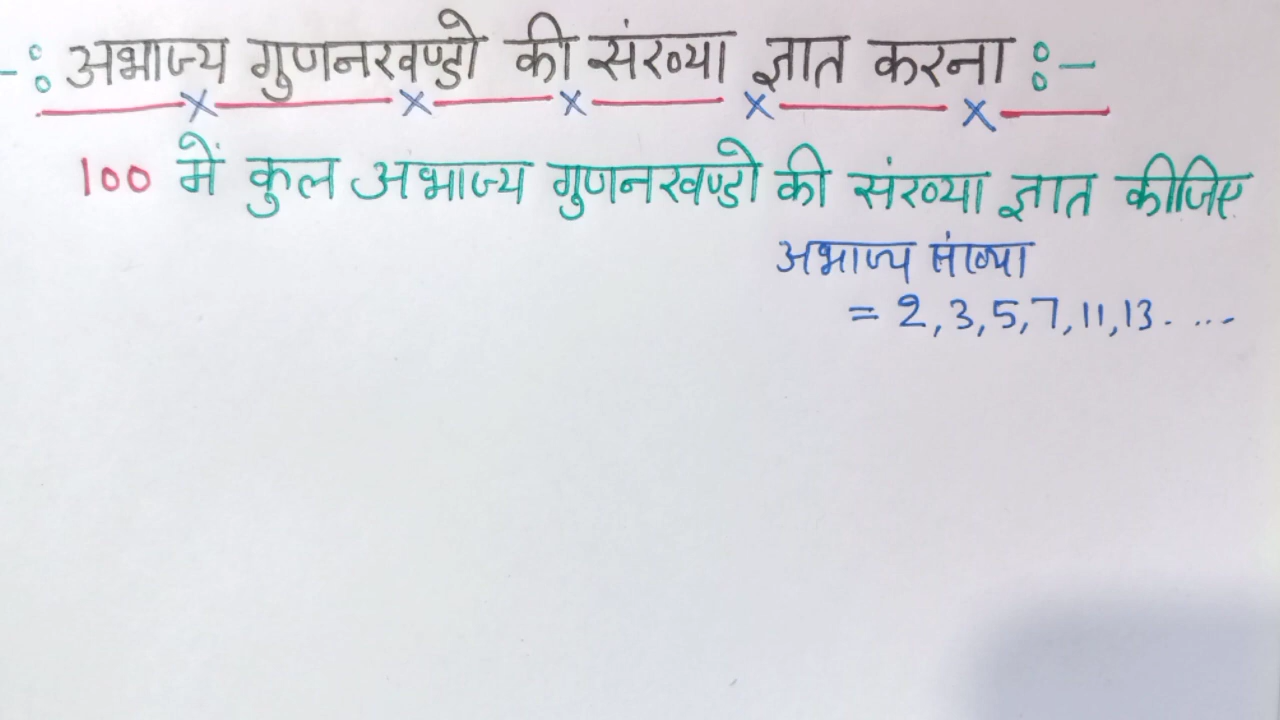 -: अभाज्य गुणनखण्डो की संख्या ज्ञात करना :-
100 में कुल अभाज्य गुणनखण्डो की संख्या ज्ञात कीजिए
अभाज्य संख्या
= 2, 3, 5, 7, 11, 13. ...